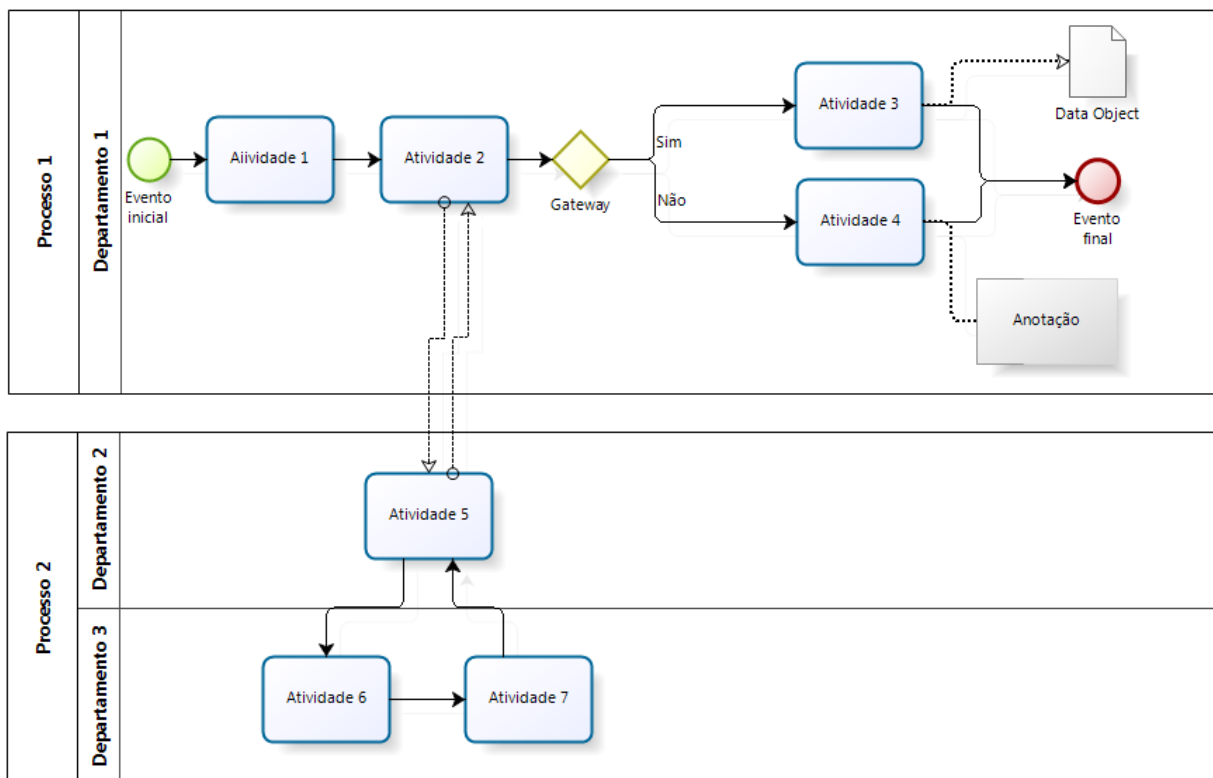 Processo 1
Departamento 1
Evento
inicial
Aiividade 1
Atividade 2
Gateway
Sim
Não
Atividade 3
Atividade 4
Data Object
Evento
final
Anotação
Processo 2
Departamento 2
Atividade 5
Departamento 3
Atividade 6
Atividade 7